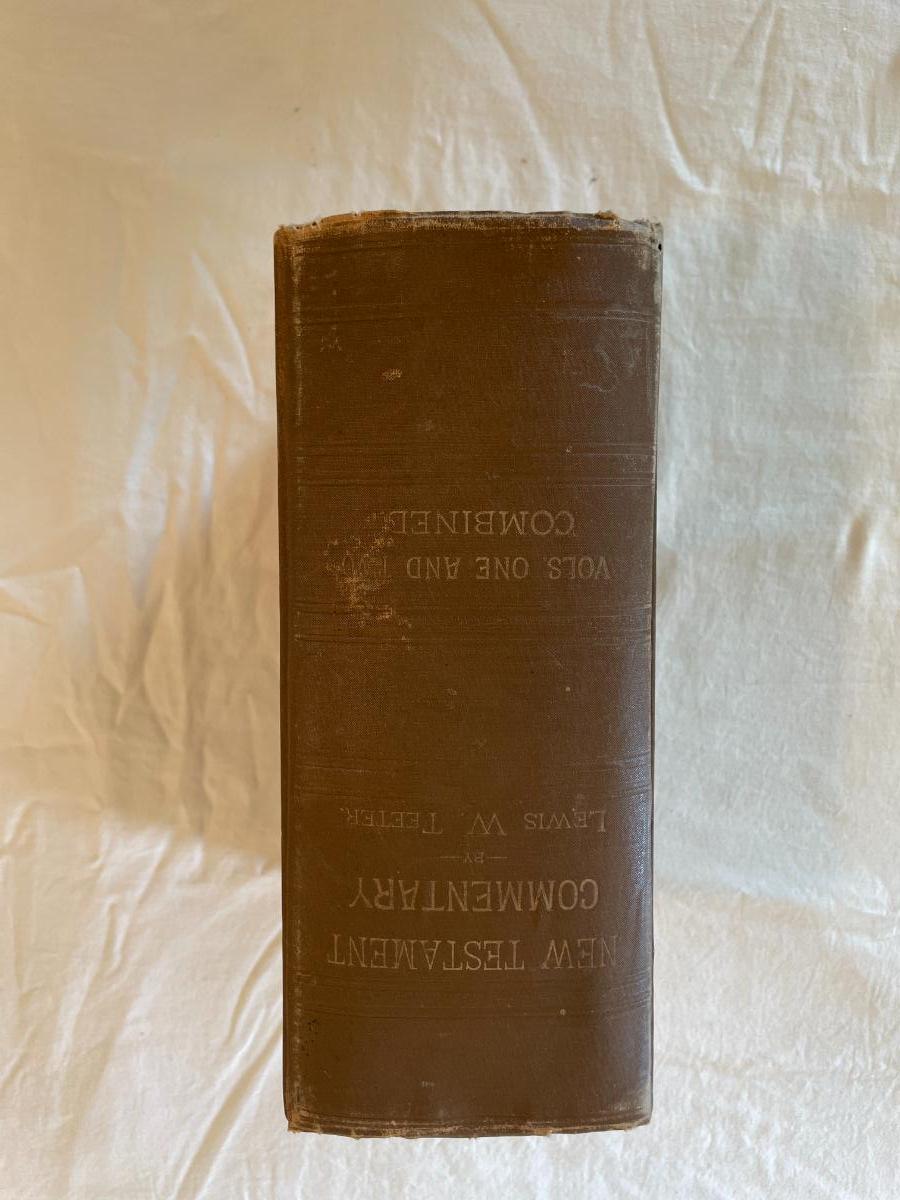 NEW TESTAMENT
COMMENTARY
—BY—
LEWIS W. TEETER.
VOLS. ONE AND TWO
COMBINED.